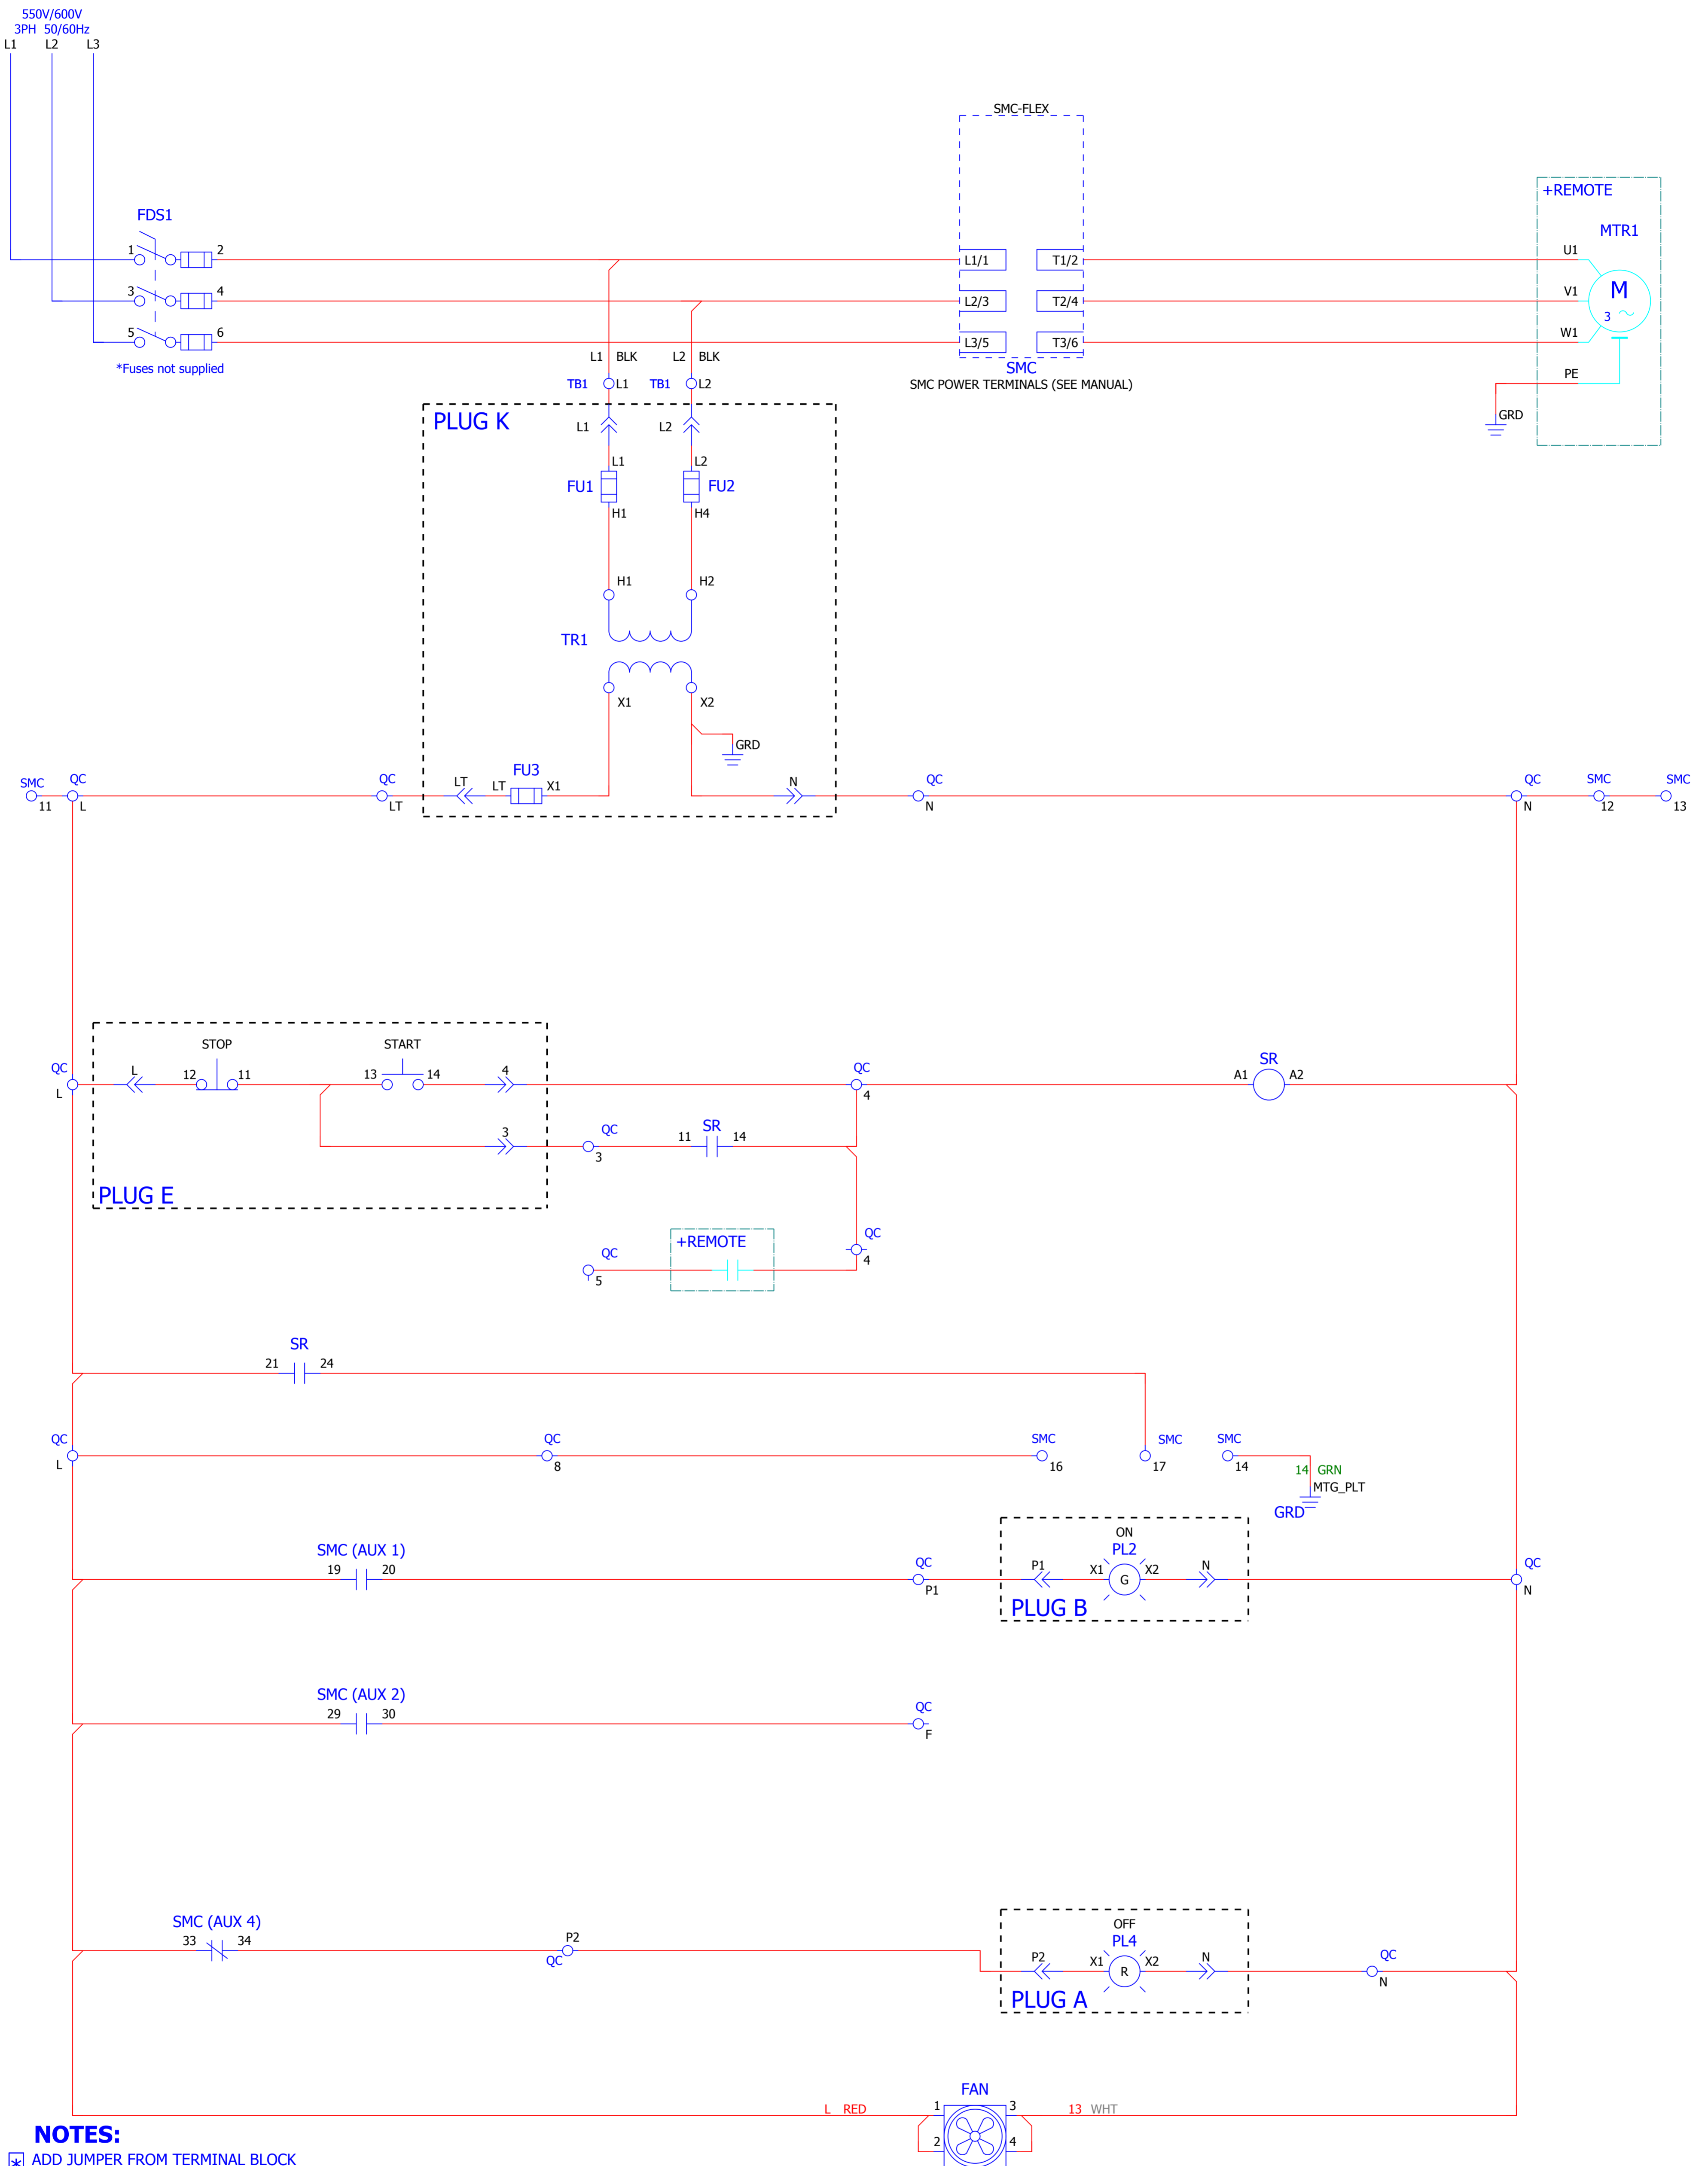 550V/600V
3PH 50/60Hz
L1 L2 L3
SMC-FLEX
+REMOTE
MTR1
FDS1
1 2 L1/1 T1/2 U1
3 4 L2/3 T2/4 V1 M
3
5 6 L3/5 T3/6 W1
*Fuses not supplied
L1 BLK L2 BLK
SMC
SMC POWER TERMINALS (SEE MANUAL)
PE
GRD
TB1 L1 TB1 L2
PLUG K
L1 L2
L1 L2
FU1 FU2
H1 H4
H1 H2
TR1
X1 X2
GRD
SMC QC QC FU3 QC QC SMC SMC
LT LT X1 N
11 L LT N N 12 13
STOP START
QC L 12 11 13 14 4 QC SR
A1 A2
L 4
3 QC SR
11 14
3
PLUG E
+REMOTE
QC QC
5 4
SR
21 24
QC QC SMC SMC SMC
L 8 16 17 14
14 GRN
MTG_PLT
GRD
ON
SMC (AUX 1) PL2
19 20 QC P1 X1 G X2 N QC
P1 N
PLUG B
SMC (AUX 2)
29 30 QC
F
OFF
SMC (AUX 4) PL4
33 34 P2
QC
P2 X1 R X2 N QC
N
PLUG A
FAN
L RED 1 3 13 WHT
2 4
NOTES:
* ADD JUMPER FROM TERMINAL BLOCK